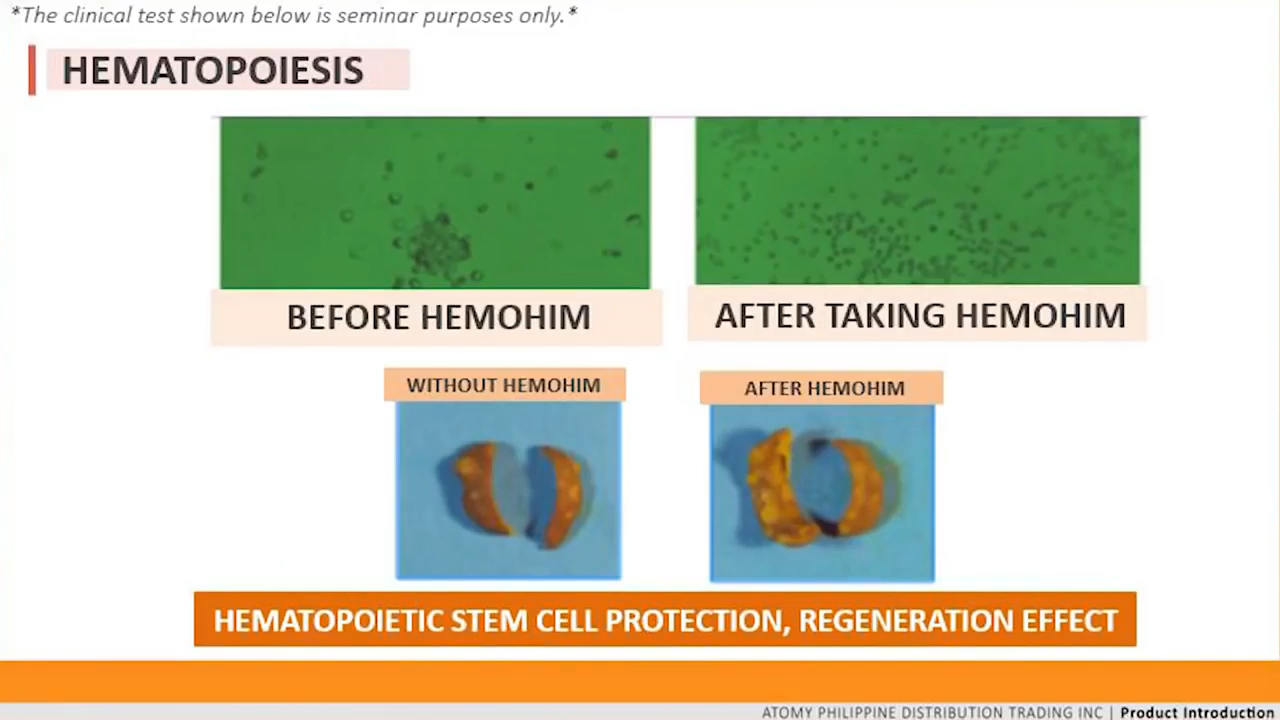 *The clinical test shown below is seminar purposes only.*
HEMATOPOIESIS
BEFORE HEMOHIM
AFTER TAKING HEMOHIM
WITHOUT HEMOHIM
AFTER HEMOHIM
HEMATOPOIETIC STEM CELL PROTECTION, REGENERATION EFFECT
ATOMY PHILIPPINE DISTRIBUTION TRADING INC | Product Introduction